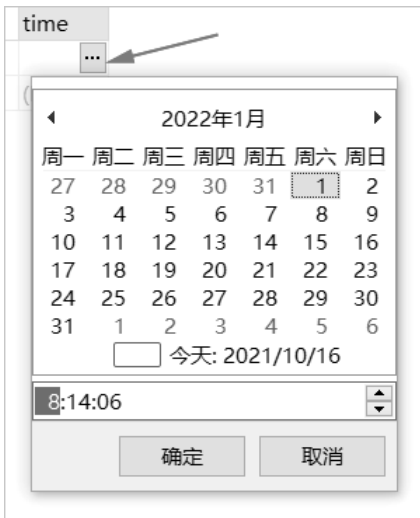 time
...
(
2022年1月
周一 周二 周三 周四 周五 周六 周日
27 28 29 30 31 1 2
3 4 5 6 7 8 9
10 11 12 13 14 15 16
17 18 19 20 21 22 23
24 25 26 27 28 29 30
31 1 2 3 4 5 6
今天: 2021/10/16
8:14:06
确定 取消